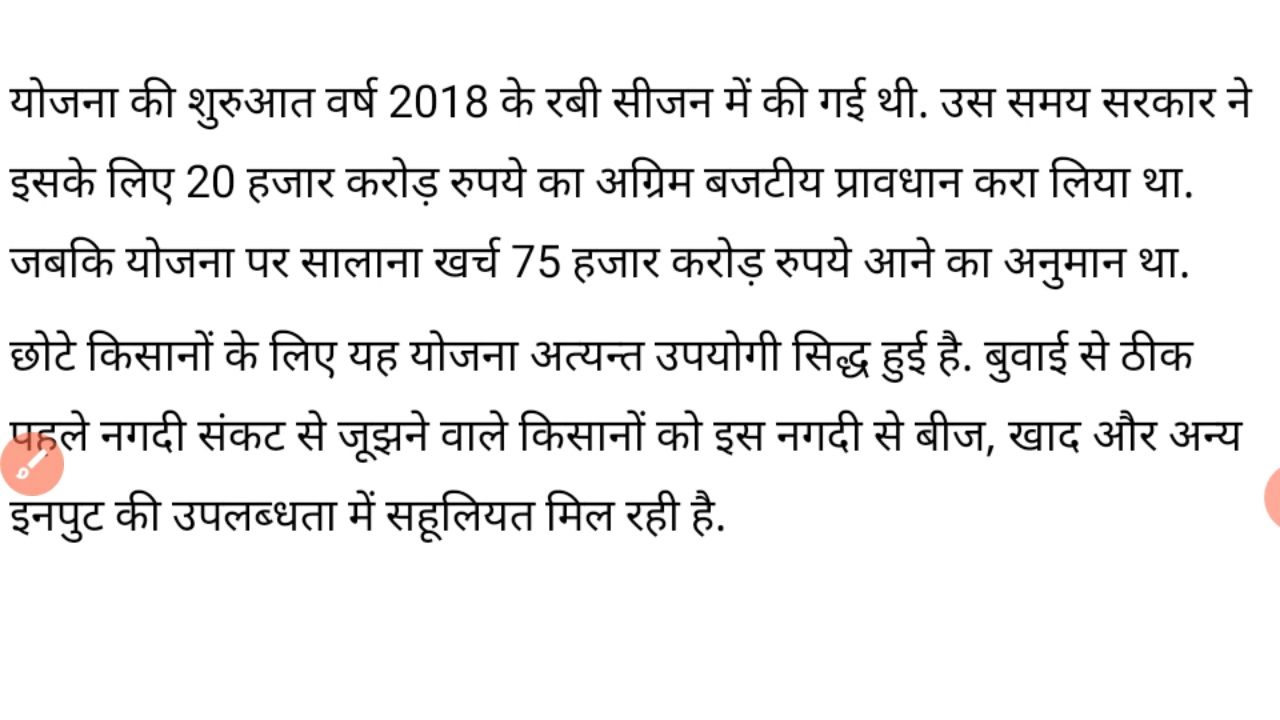 योजना की शुरुआत वर्ष 2018 के रबी सीजन में की गई थी. उस समय सरकार ने
इसके लिए 20 हजार करोड़ रुपये का अग्रिम बजटीय प्रावधान करा लिया था.
जबकि योजना पर सालाना खर्च 75 हजार करोड़ रुपये आने का अनुमान था.
छोटे किसानों के लिए यह योजना अत्यन्त उपयोगी सिद्ध हुई है. बुवाई से ठीक
पहले नगदी संकट से जूझने वाले किसानों को इस नगदी से बीज, खाद और अन्य
इनपुट की उपलब्धता में सहूलियत मिल रही है.